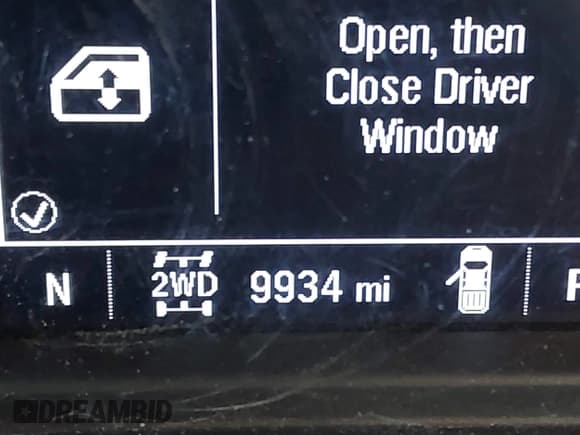 Open, then
Close Driver
Window
N
2WD
9934 mi
DREAMBID